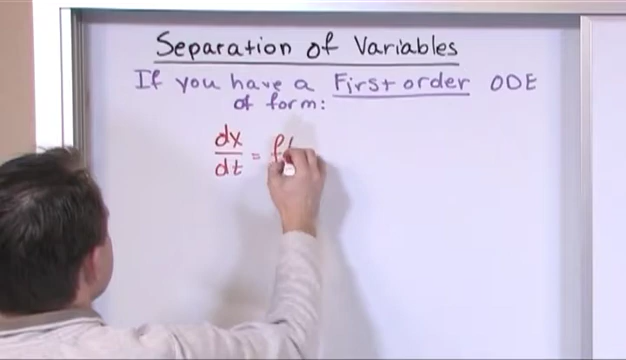 Separation of Variables
If you have a First order ODE
of form:
dx
dt = f(